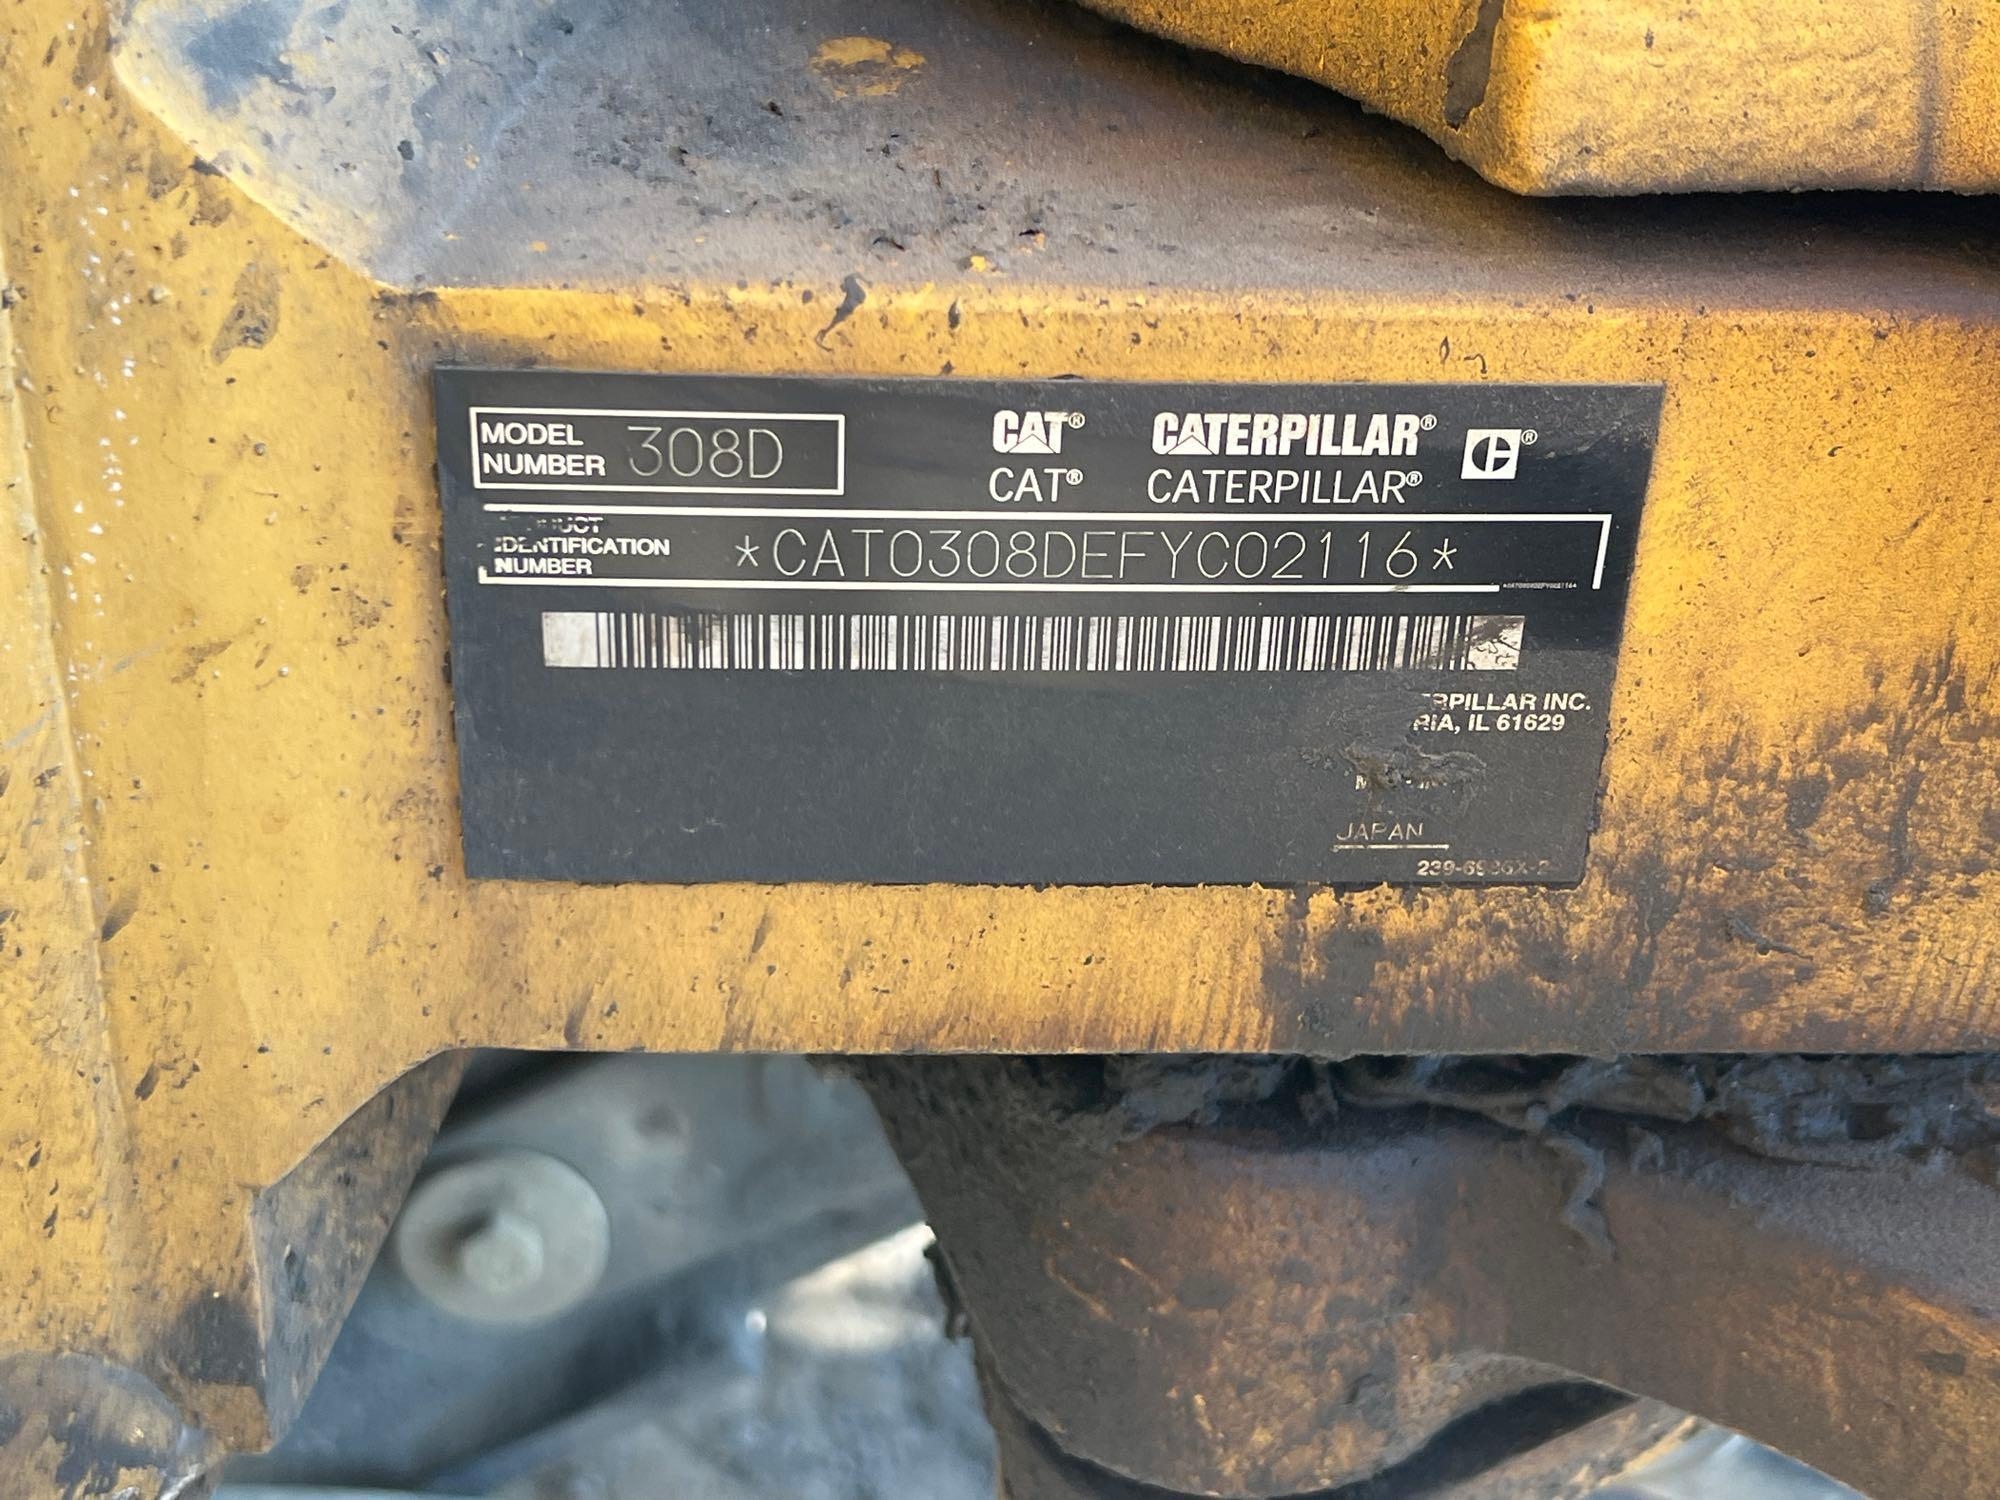 MODEL NUMBER 308D
CAT® CATERPILLAR® ®
CAT® CATERPILLAR®
IDENTIFICATION NUMBER *CAT0308DEFYC02116*
RPILLAR INC.
RIA, IL 61629
JAPAN